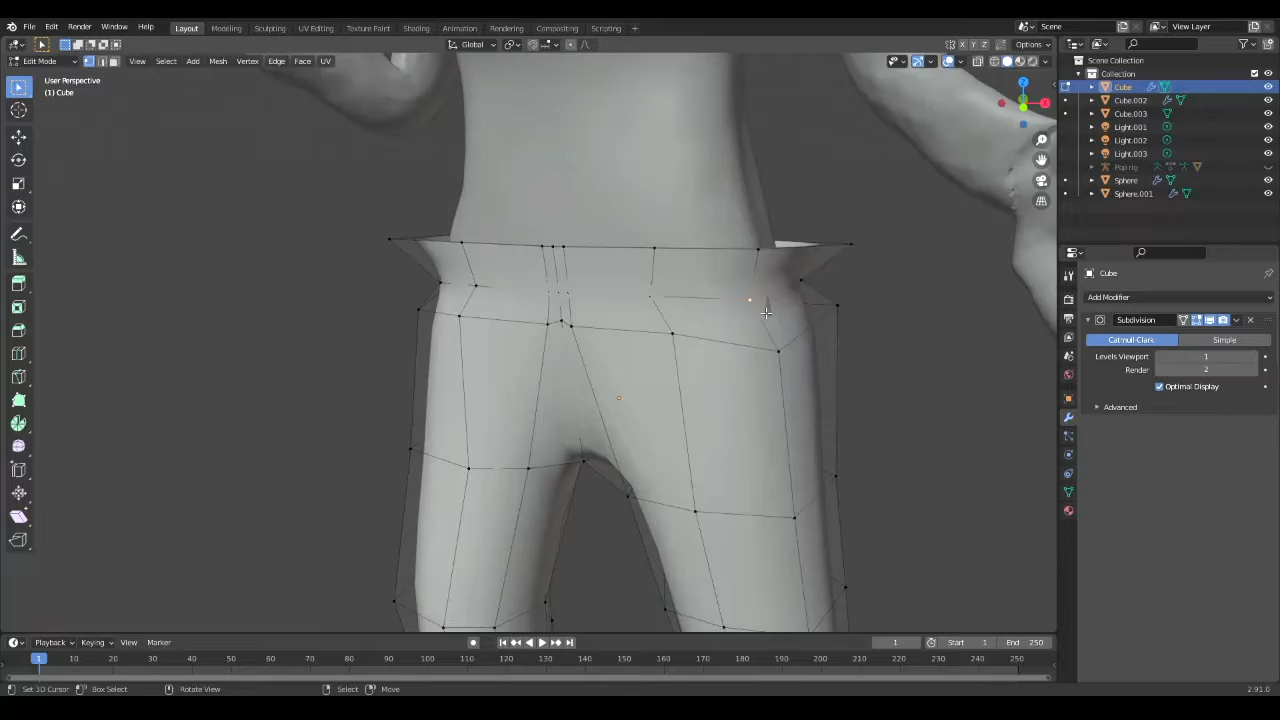 File Edit Render Window Help
Layout Modeling Sculpting UV Editing Texture Paint Shading Animation Rendering Compositing Scripting +
Scene View Layer
Global X Y Z Options
Edit Mode View Select Add Mesh Vertex Edge Face UV
User Perspective
(1) Cube
Z
X
Scene Collection
Collection
Cube
Cube.002
Cube.003
Light.001
Light.002
Light.003
Pop rig
Sphere
Sphere.001
Cube
Add Modifier
Subdivision
Catmull-Clark Simple
Levels Viewport 1
Render 2
Optimal Display
Advanced
Playback Keying View Marker 1 Start 1 End 250
1 10 20 30 40 50 60 70 80 90 100 110 120 130 140 150 160 170 180 190 200 210 220 230 240 250
Set 3D Cursor Box Select Rotate View Select Move 2.91.0